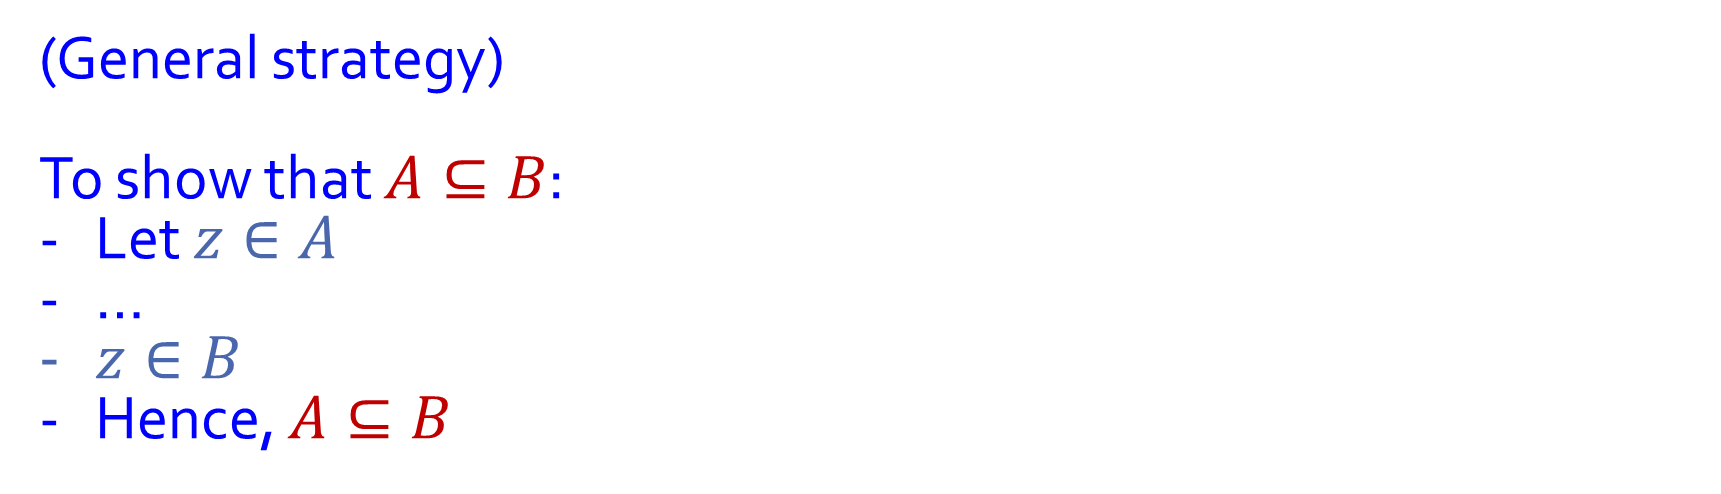 (General strategy)
To show that A ⊆ B:
- Let z ∈ A
- ...
- z ∈ B
- Hence, A ⊆ B